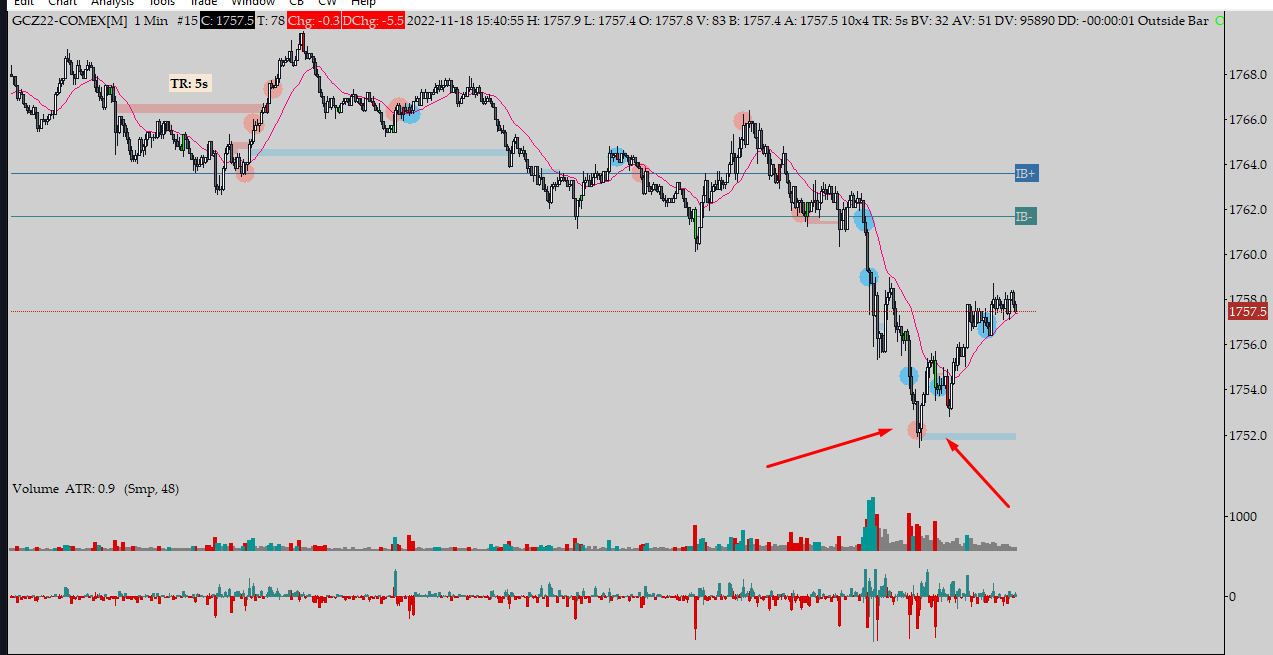 Edit Chart Analysis Tools Trade Window CB CW Help
GCZ22-COMEX[M] 1 Min #15 C: 1757.5 T: 78 Chg: -0.3 DChg: -5.5 2022-11-18 15:40:55 H: 1757.9 L: 1757.4 O: 1757.8 V: 83 B: 1757.4 A: 1757.5 10x4 TR: 5s BV: 32 AV: 51 DV: 95890 DD: -00:00:01 Outside Bar
TR: 5s
1768.0
1766.0
1764.0
IB+
1762.0
IB-
1760.0
1758.0
1757.5
1756.0
1754.0
1752.0
Volume ATR: 0.9 (Smp, 48)
1000
0